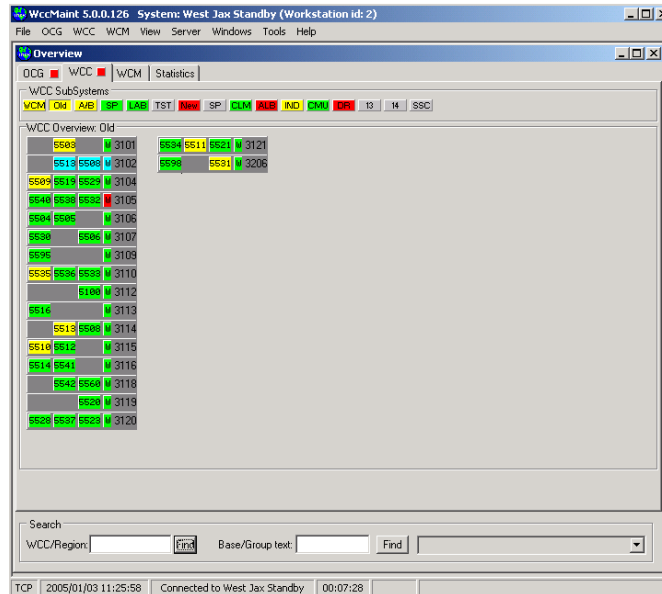 WccMaint 5.0.0.126 System: West Jax Standby (Workstation id: 2)
File OCG WCC WCM View Server Windows Tools Help
Overview
OCG WCC WCM Statistics
WCC SubSystems
WCM Old A/B SP LAB TST New SP CLM ALB IND CMU DP. 13 14 SSC
WCC Overview: Old
5503 W 3101 5534 5511 5521 W 3121
5513 5508 W 3102 5598 5531 W 3206
5509 5519 5529 W 3104
5540 5538 5532 W 3105
5504 5505 W 3106
5530 5506 W 3107
5595 W 3109
5535 5536 5533 W 3110
5100 W 3112
5516 W 3113
5513 5508 W 3114
5510 5512 W 3115
5514 5541 W 3116
5542 5560 W 3118
5520 W 3119
5528 5537 5523 W 3120
Search
WCC/Region: Find Base/Group text: Find
TCP 2005/01/03 11:25:58 Connected to West Jax Standby 00:07:28